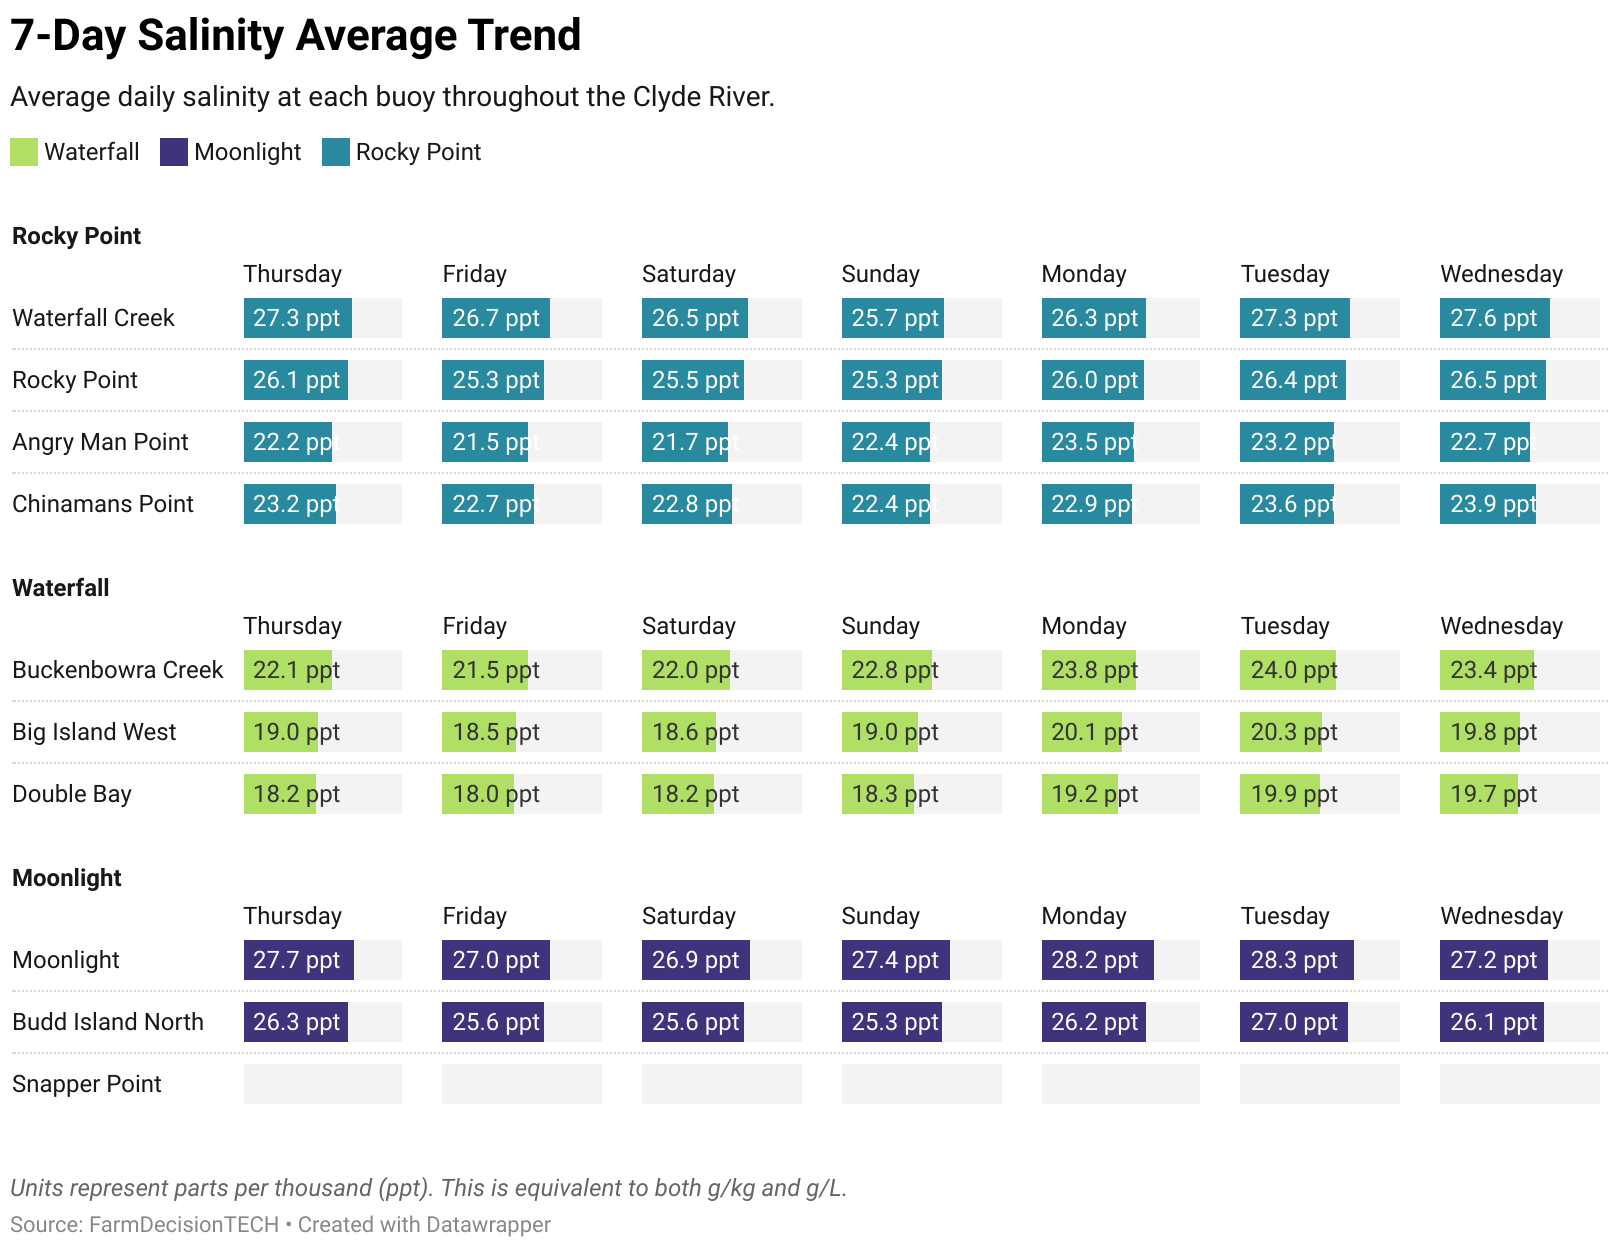 7-Day Salinity Average Trend
Average daily salinity at each buoy throughout the Clyde River.
Waterfall Moonlight Rocky Point
Rocky Point
Thursday Friday Saturday Sunday Monday Tuesday Wednesday
Waterfall Creek 27.3 ppt 26.7 ppt 26.5 ppt 25.7 ppt 26.3 ppt 27.3 ppt 27.6 ppt
Rocky Point 26.1 ppt 25.3 ppt 25.5 ppt 25.3 ppt 26.0 ppt 26.4 ppt 26.5 ppt
Angry Man Point 22.2 ppt 21.5 ppt 21.7 ppt 22.4 ppt 23.5 ppt 23.2 ppt 22.7 ppt
Chinamans Point 23.2 ppt 22.7 ppt 22.8 ppt 22.4 ppt 22.9 ppt 23.6 ppt 23.9 ppt
Waterfall
Thursday Friday Saturday Sunday Monday Tuesday Wednesday
Buckenbowra Creek 22.1 ppt 21.5 ppt 22.0 ppt 22.8 ppt 23.8 ppt 24.0 ppt 23.4 ppt
Big Island West 19.0 ppt 18.5 ppt 18.6 ppt 19.0 ppt 20.1 ppt 20.3 ppt 19.8 ppt
Double Bay 18.2 ppt 18.0 ppt 18.2 ppt 18.3 ppt 19.2 ppt 19.9 ppt 19.7 ppt
Moonlight
Thursday Friday Saturday Sunday Monday Tuesday Wednesday
Moonlight 27.7 ppt 27.0 ppt 26.9 ppt 27.4 ppt 28.2 ppt 28.3 ppt 27.2 ppt
Budd Island North 26.3 ppt 25.6 ppt 25.6 ppt 25.3 ppt 26.2 ppt 27.0 ppt 26.1 ppt
Snapper Point
Units represent parts per thousand (ppt). This is equivalent to both g/kg and g/L.
Source: FarmDecisionTECH • Created with Datawrapper